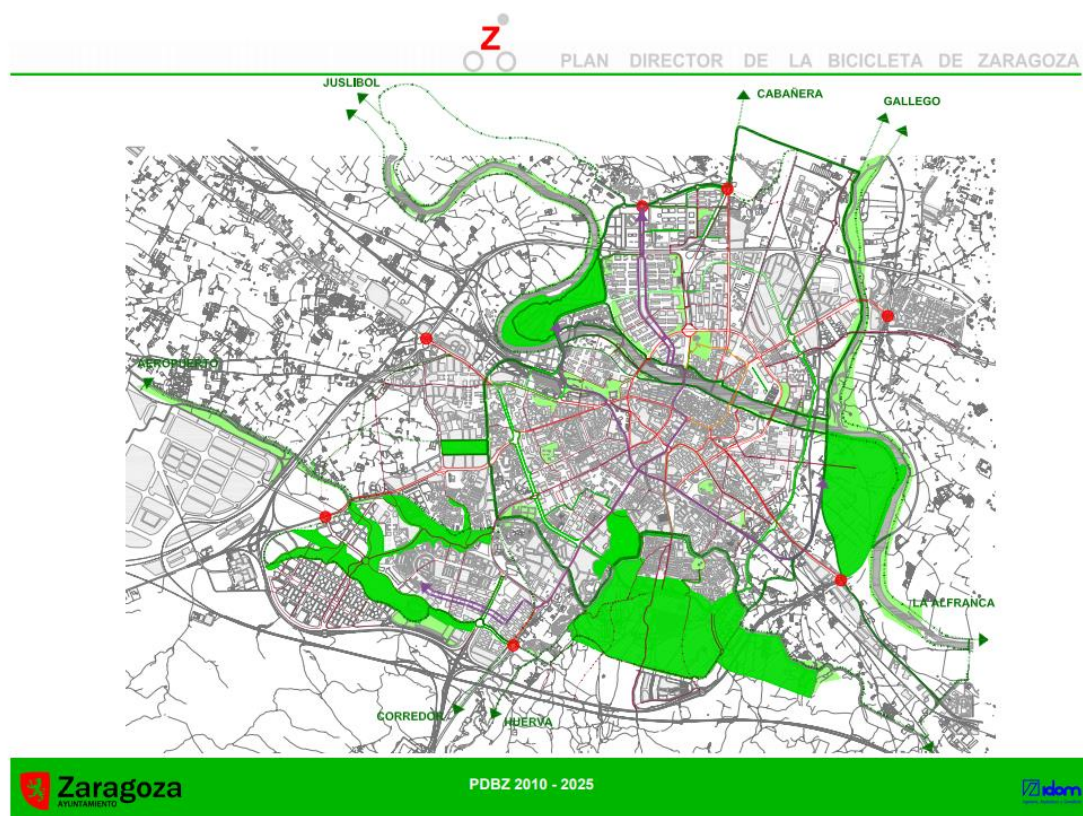 Z
PLAN DIRECTOR DE LA BICICLETA DE ZARAGOZA
JUSLIBOL
CABAÑERA
GALLEGO
AEROPUERTO
LA ALFRANCA
CORREDOR
HUERVA
Zaragoza
AYUNTAMIENTO
PDBZ 2010 - 2025
idom